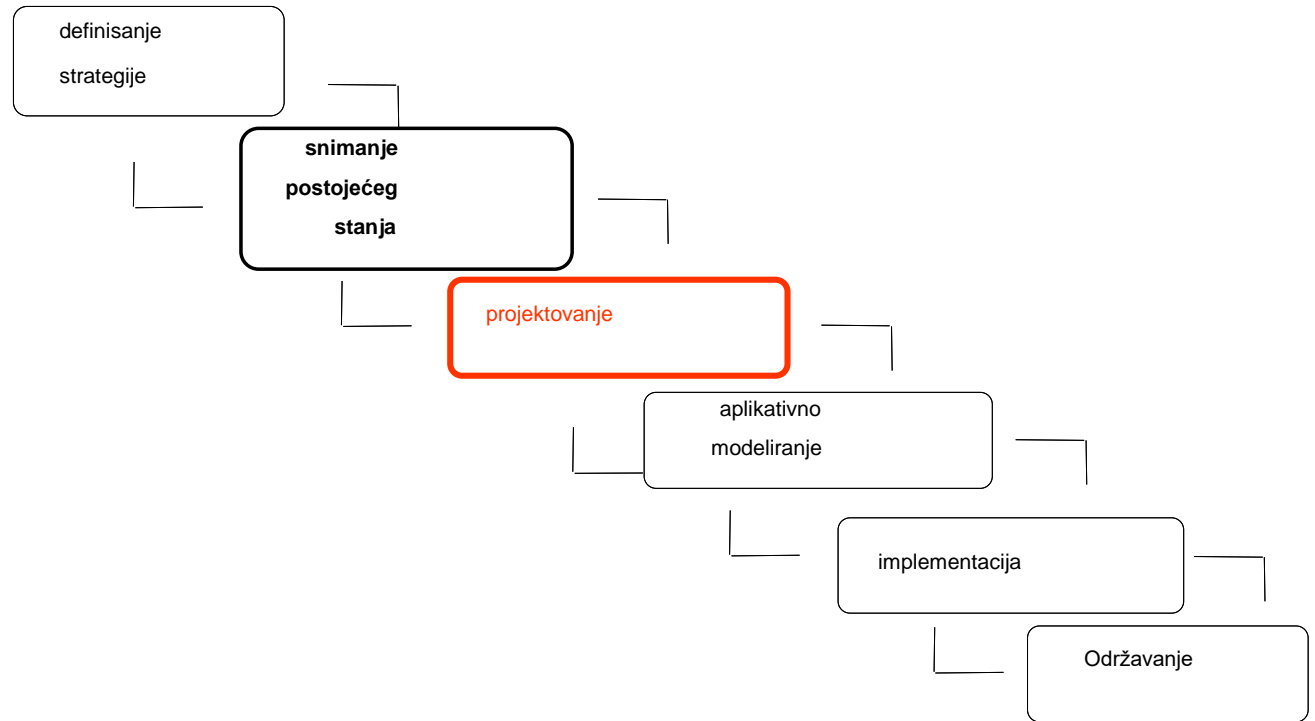 definisanje
strategije
snimanje
postojećeg
stanja
projektovanje
aplikativno
modeliranje
implementacija
Održavanje